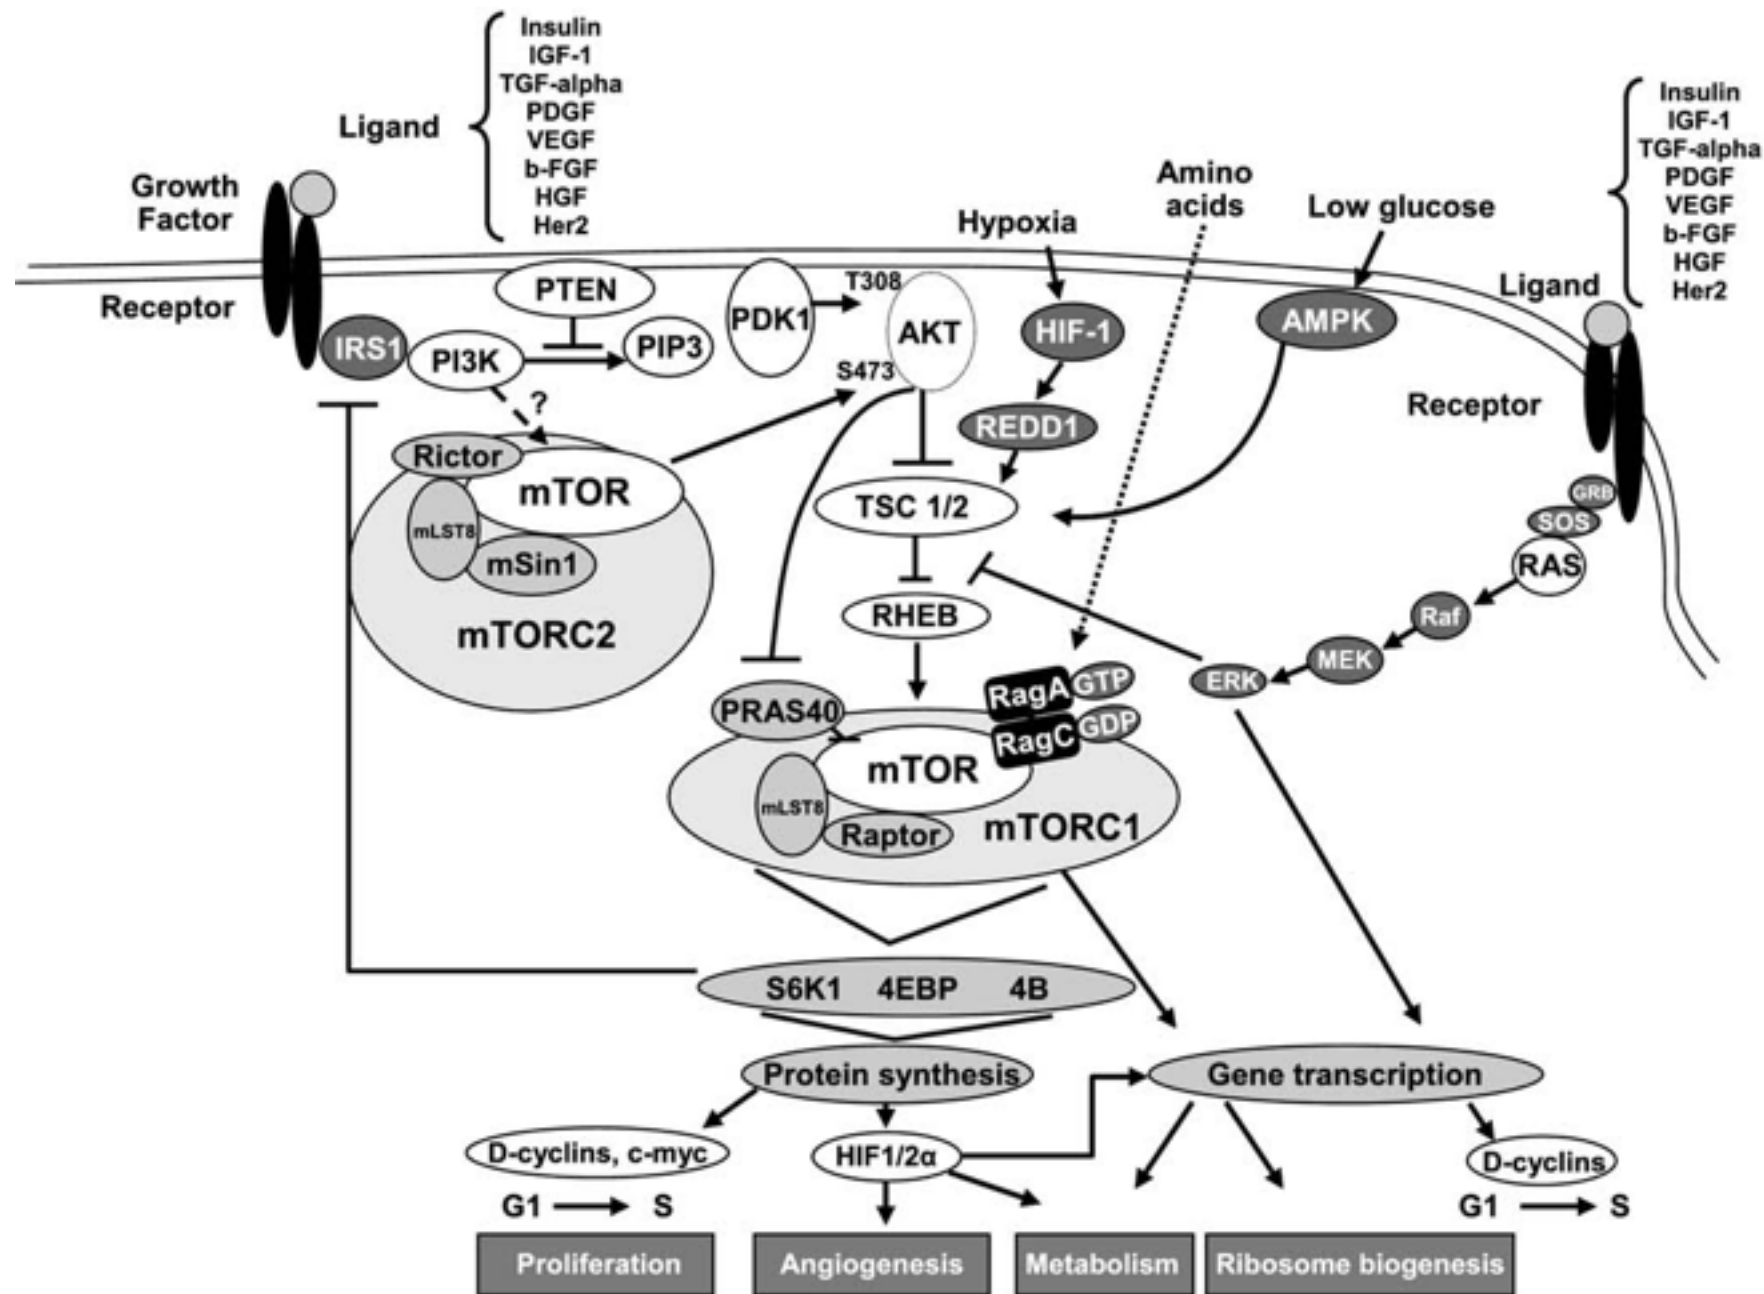 Insulin
IGF-1
TGF-alpha
PDGF
VEGF
b-FGF
HGF
Her2
Ligand
Growth
Factor
Receptor
Insulin
IGF-1
TGF-alpha
PDGF
VEGF
b-FGF
HGF
Her2
Ligand
Receptor
Amino
acids
Hypoxia
Low glucose
PTEN
PDK1
T308
AKT
S473
HIF-1
AMPK
IRS1
PI3K
PIP3
?
REDD1
Rictor
mTOR
mLST8
mSin1
mTORC2
TSC 1/2
GRB
SOS
RAS
Raf
MEK
ERK
RHEB
RagA
GTP
RagC
GDP
PRAS40
mTOR
mLST8
Raptor
mTORC1
S6K1 4EBP 4B
Protein synthesis
Gene transcription
D-cyclins, c-myc
HIF1/2α
D-cyclins
G1 S
G1 S
Proliferation
Angiogenesis
Metabolism
Ribosome biogenesis